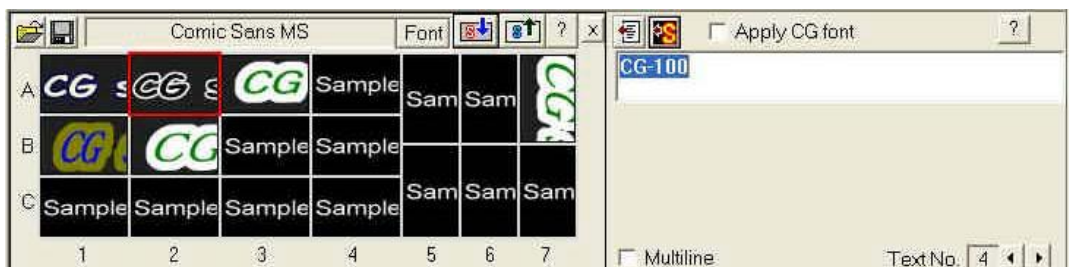 Comic Sans MS Font ? x Apply CG font ?
CG-100
A CG s CG s CG Sample Sam Sam CG
B CG CG Sample Sample
C Sample Sample Sample Sample Sam Sam Sam
1 2 3 4 5 6 7
Multiline Text No. 4